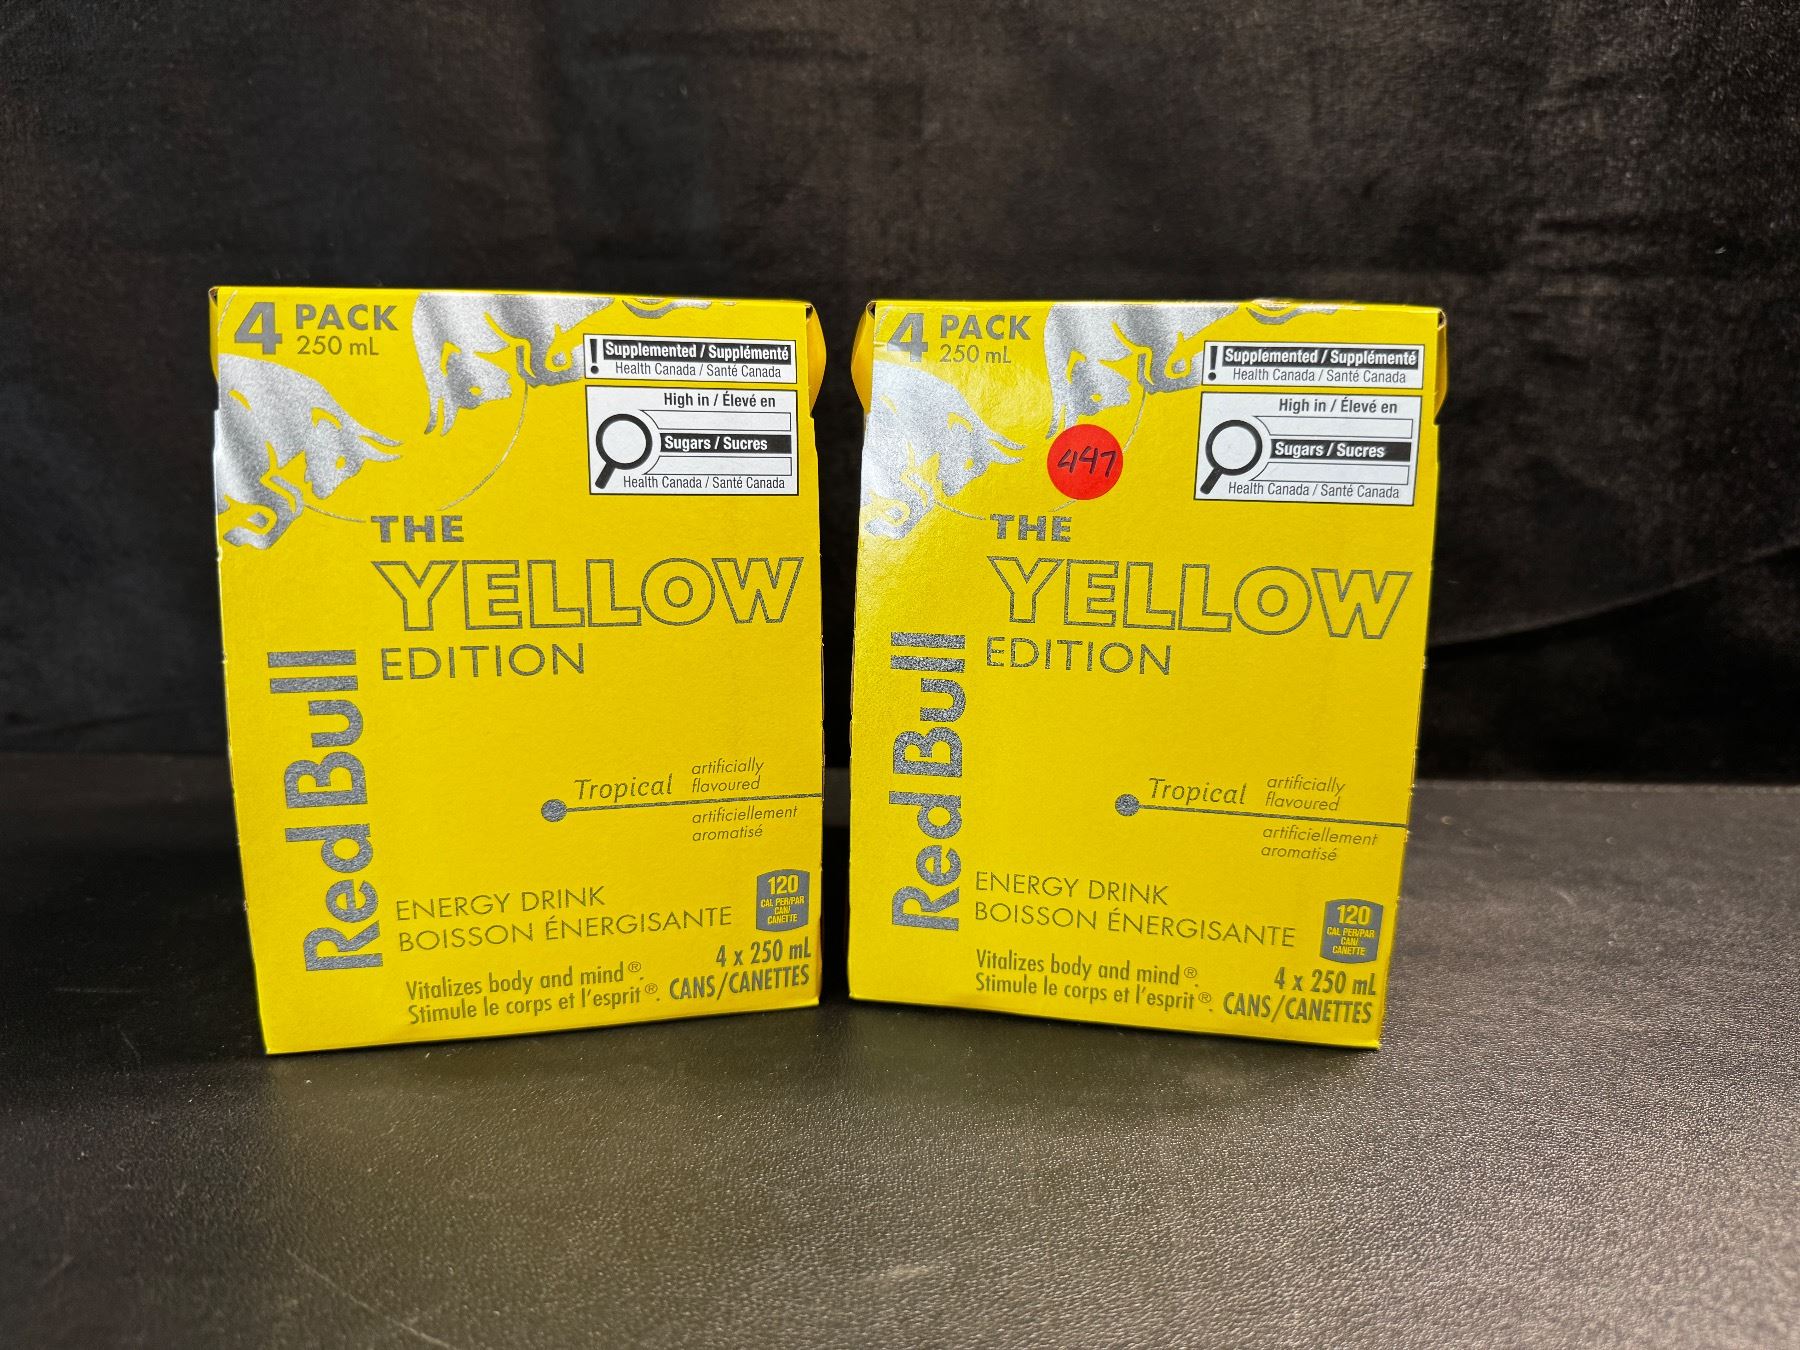 4 PACK
250 mL
! Supplemented / Supplémenté
Health Canada / Santé Canada
High in / Élevé en
Sugars / Sucres
Health Canada / Santé Canada
THE
YELLOW
EDITION
Red Bull
Tropical
artificially
flavoured
artificiellement
aromatisé
ENERGY DRINK
BOISSON ÉNERGISANTE
120
CAL PER/PAR
CAN/
CANETTE
Vitalizes body and mind ®.
Stimule le corps et l'esprit ®.
4 x 250 mL
CANS/CANETTES
4 PACK
250 mL
! Supplemented / Supplémenté
Health Canada / Santé Canada
High in / Élevé en
Sugars / Sucres
Health Canada / Santé Canada
447
THE
YELLOW
EDITION
Red Bull
Tropical
artificially
flavoured
artificiellement
aromatisé
ENERGY DRINK
BOISSON ÉNERGISANTE
120
CAL PER/PAR
CAN/
CANETTE
Vitalizes body and mind ®.
Stimule le corps et l'esprit ®.
4 x 250 mL
CANS/CANETTES